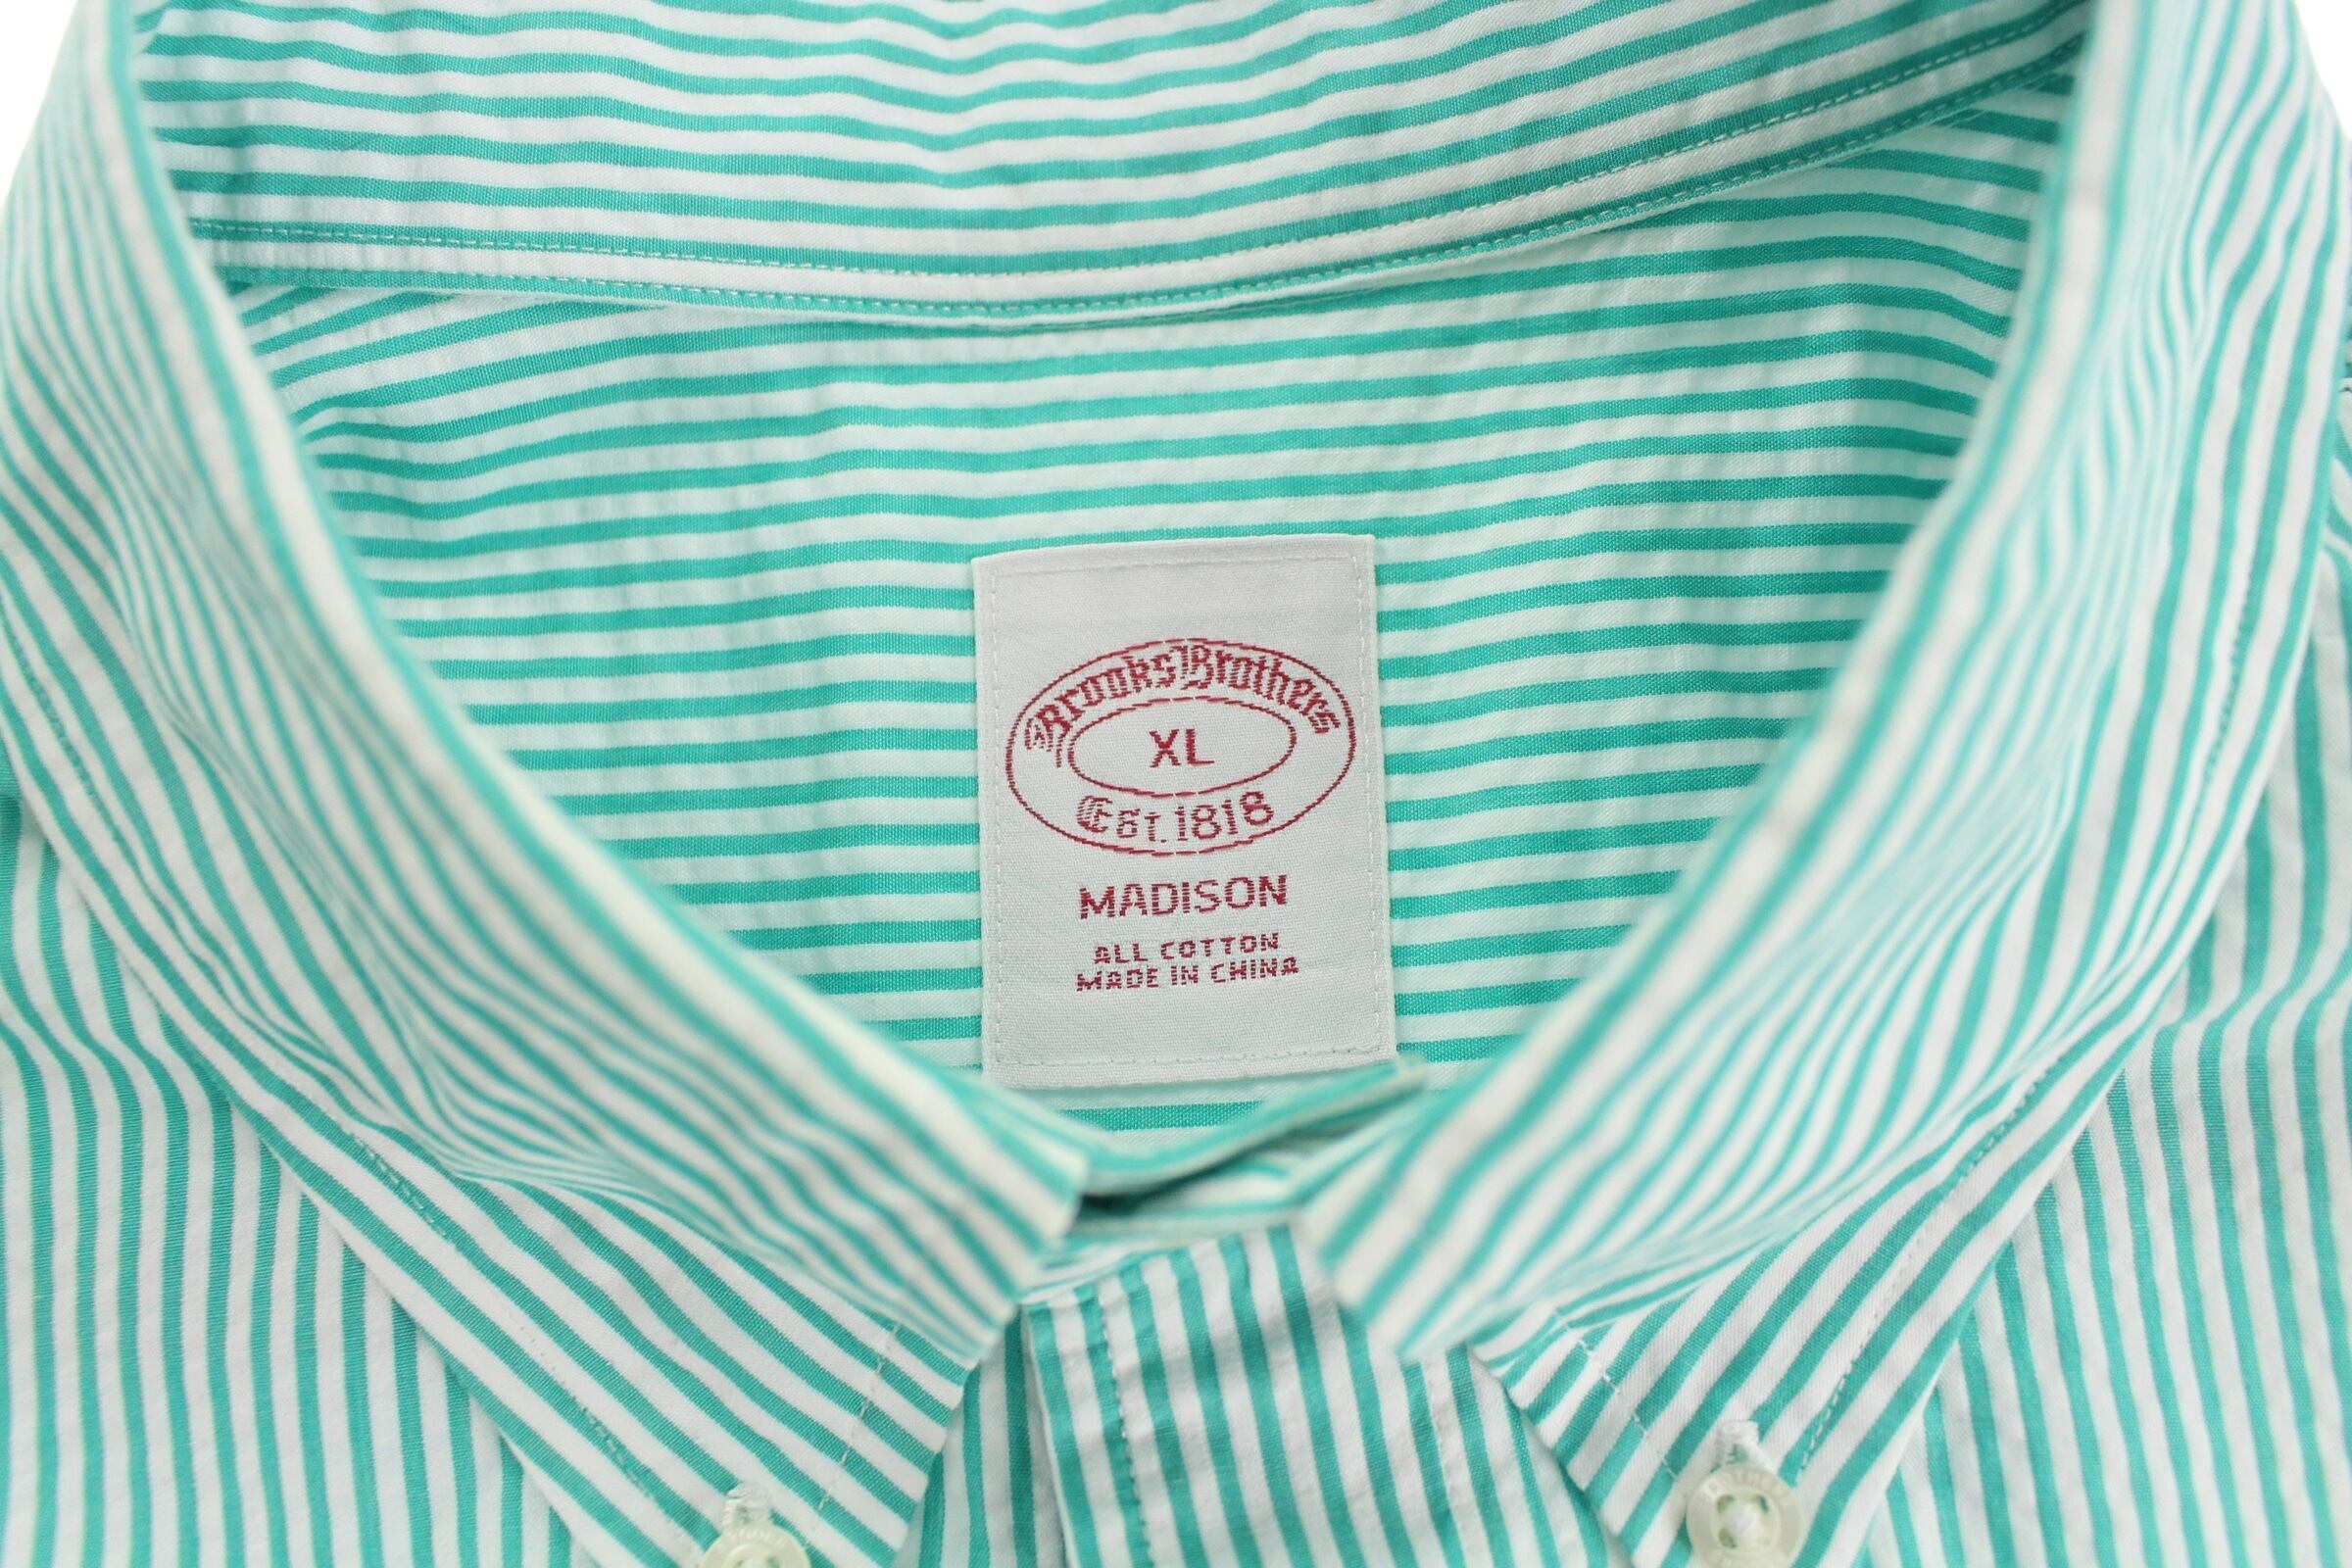 Brooks Brothers
XL
Est. 1818
MADISON
ALL COTTON
MADE IN CHINA